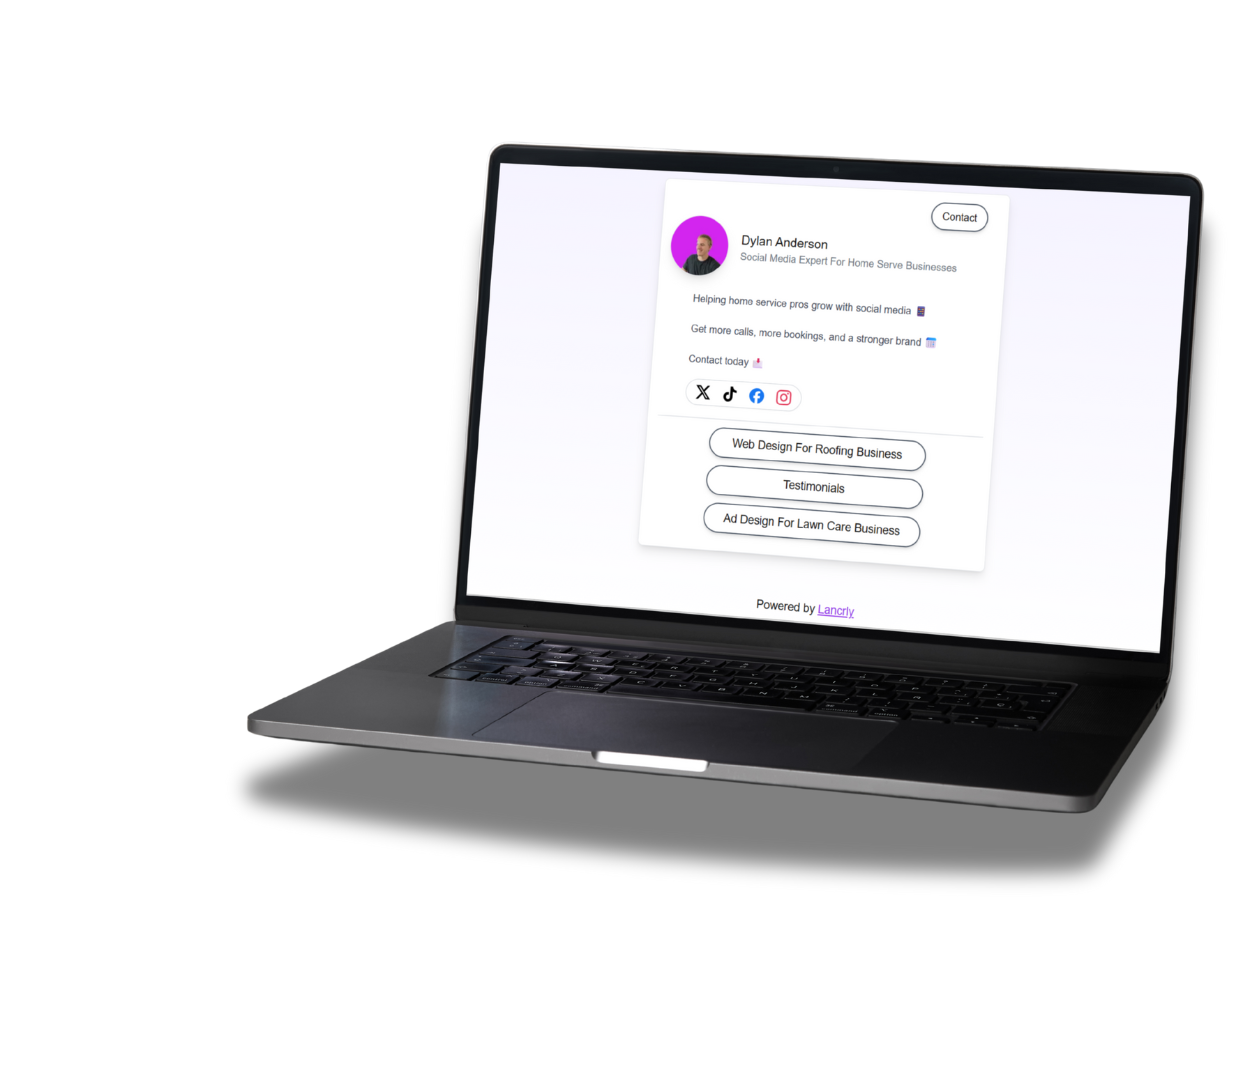 Contact
Dylan Anderson
Social Media Expert For Home Serve Businesses
Helping home service pros grow with social media
Get more calls, more bookings, and a stronger brand
Contact today
Web Design For Roofing Business
Testimonials
Ad Design For Lawn Care Business
Powered by Lancrly